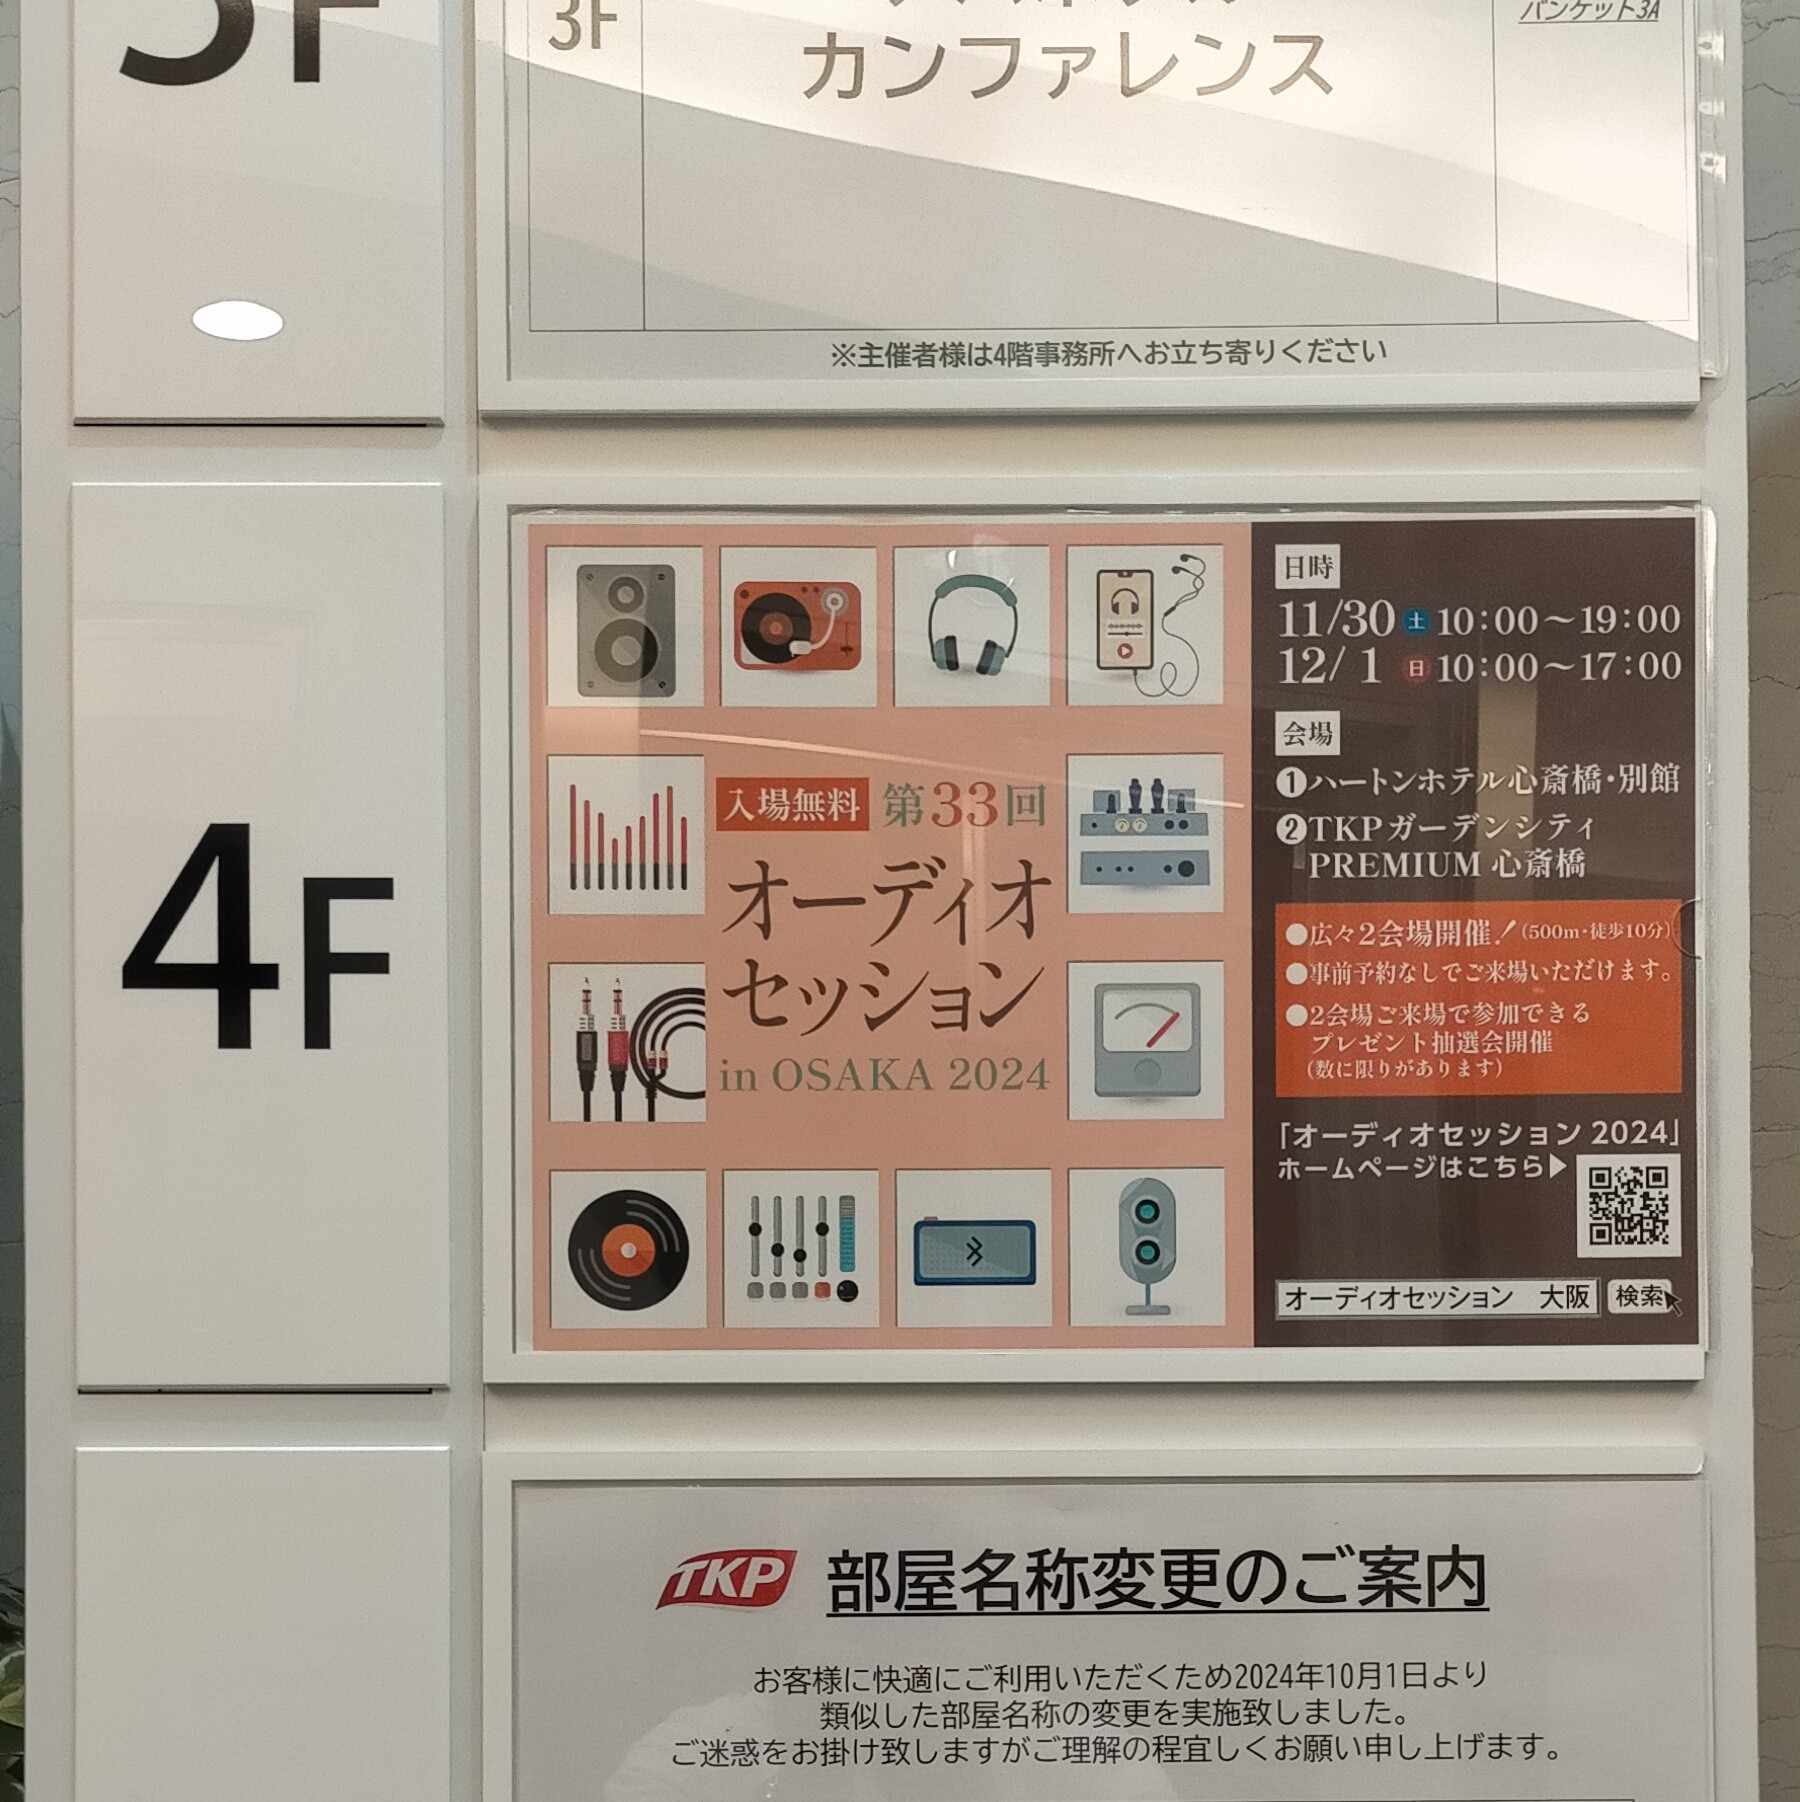 3F
バンケット3A
カンファレンス
※主催者様は4階事務所へお立ち寄りください
4F
入場無料 第33回
オーディオ
セッション
in OSAKA 2024
日時
11/30 土 10:00～19:00
12/ 1 日 10:00～17:00
会場
❶ハートンホテル心斎橋・別館
❷TKPガーデンシティ
PREMIUM 心斎橋
●広々2会場開催！(500m・徒歩10分)
●事前予約なしでご来場いただけます。
●2会場ご来場で参加できる
プレゼント抽選会開催
(数に限りがあります)
「オーディオセッション 2024」
ホームページはこちら▶
オーディオセッション 大阪 検索
TKP 部屋名称変更のご案内
お客様に快適にご利用いただくため2024年10月1日より
類似した部屋名称の変更を実施致しました。
ご迷惑をお掛け致しますがご理解の程宜しくお願い申し上げます。